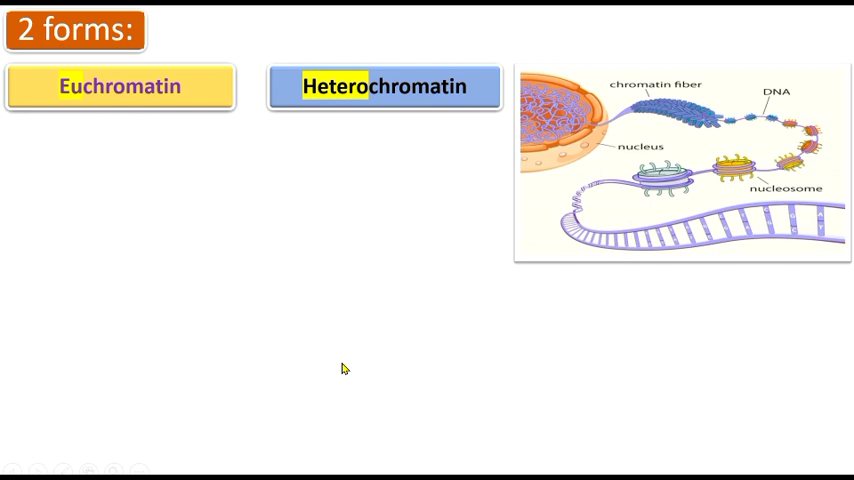 2 forms:
Euchromatin
Heterochromatin
chromatin fiber
DNA
nucleus
nucleosome